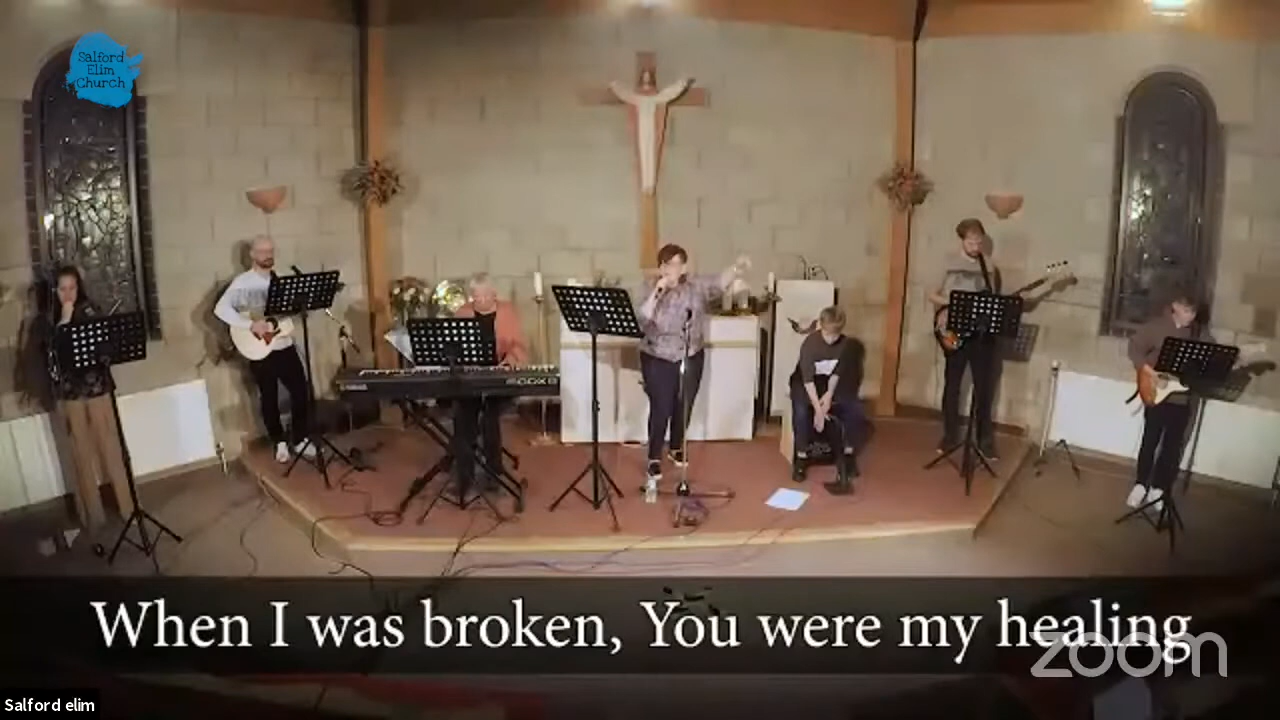 Salford
Elim
Church
When I was broken, You were my healing
zoom
Salford elim